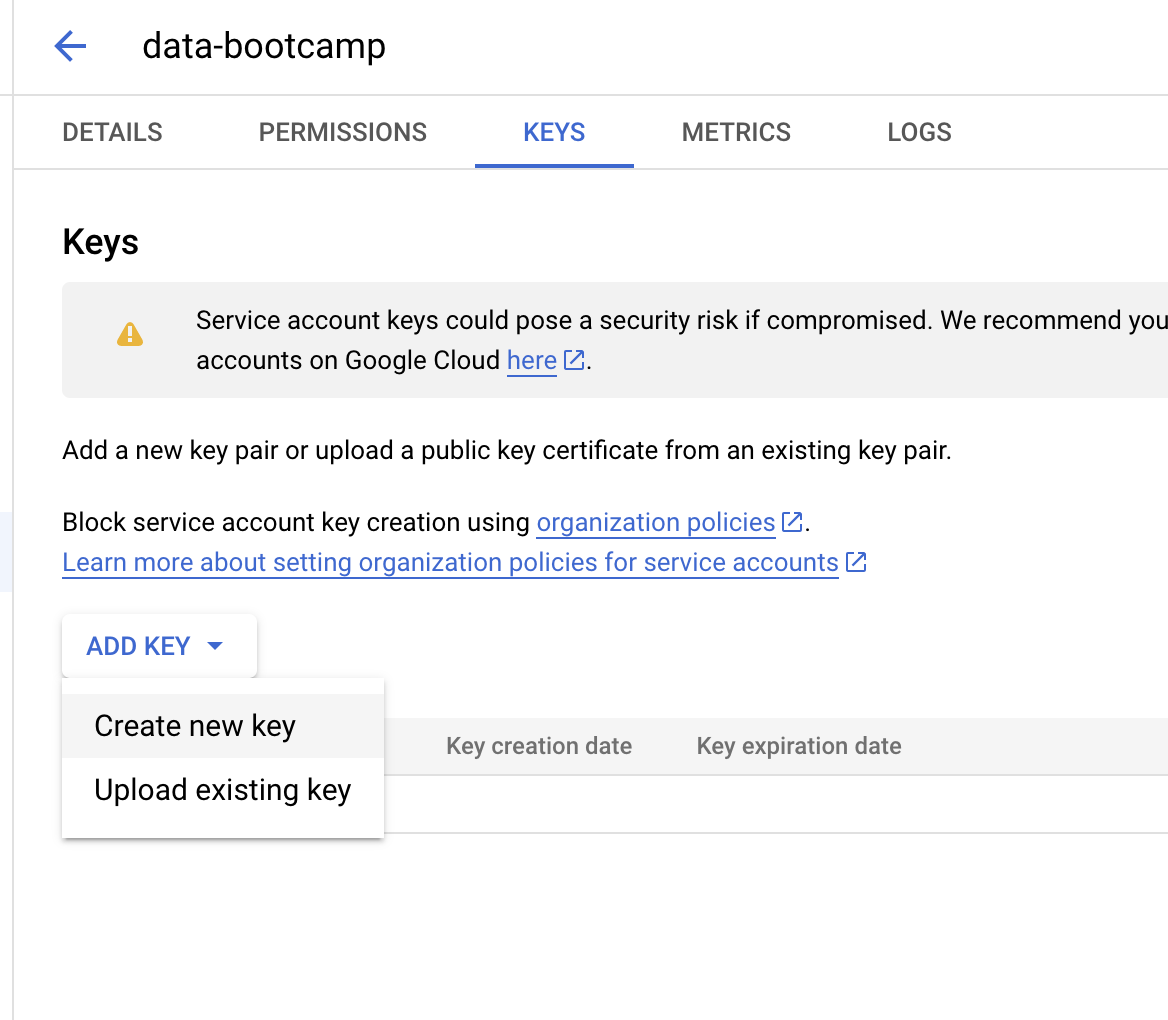 data-bootcamp
DETAILS PERMISSIONS KEYS METRICS LOGS
Keys
Service account keys could pose a security risk if compromised. We recommend you
accounts on Google Cloud here.
Add a new key pair or upload a public key certificate from an existing key pair.
Block service account key creation using organization policies.
Learn more about setting organization policies for service accounts
ADD KEY
Create new key
Upload existing key
Key creation date Key expiration date